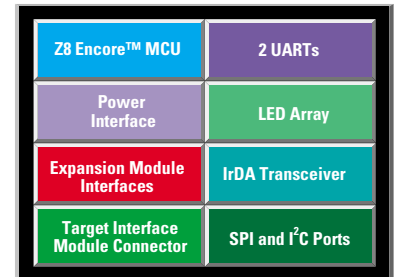 Z8 Encore™ MCU
2 UARTs
Power
Interface
LED Array
Expansion Module
Interfaces
IrDA Transceiver
Target Interface
Module Connector
SPI and I²C Ports